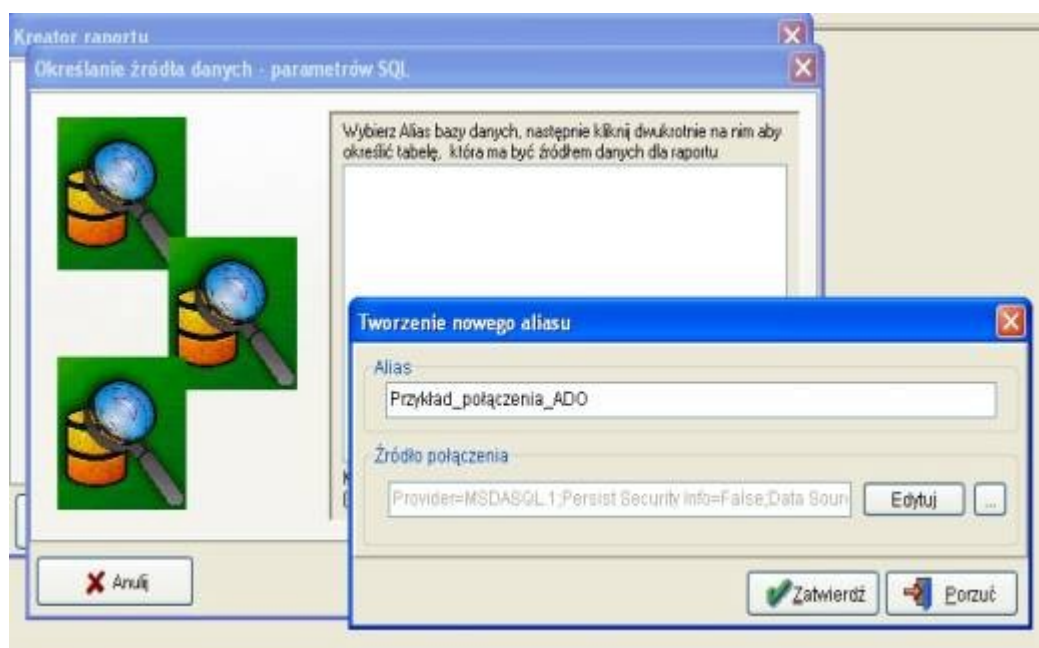 Kreator raportu
Określanie źródła danych - parametrów SQL
Wybierz Alias bazy danych, następnie kliknij dwukrotnie na nim aby
określić tabelę, która ma być źródłem danych dla raportu
Tworzenie nowego aliasu
Alias
Przykład_połączenia_ADO
Źródło połączenia
Provider=MSDASQL.1;Persist Security Info=False;Data Sour
Edytuj
...
Anulij
Zatwierdź
Porzuć